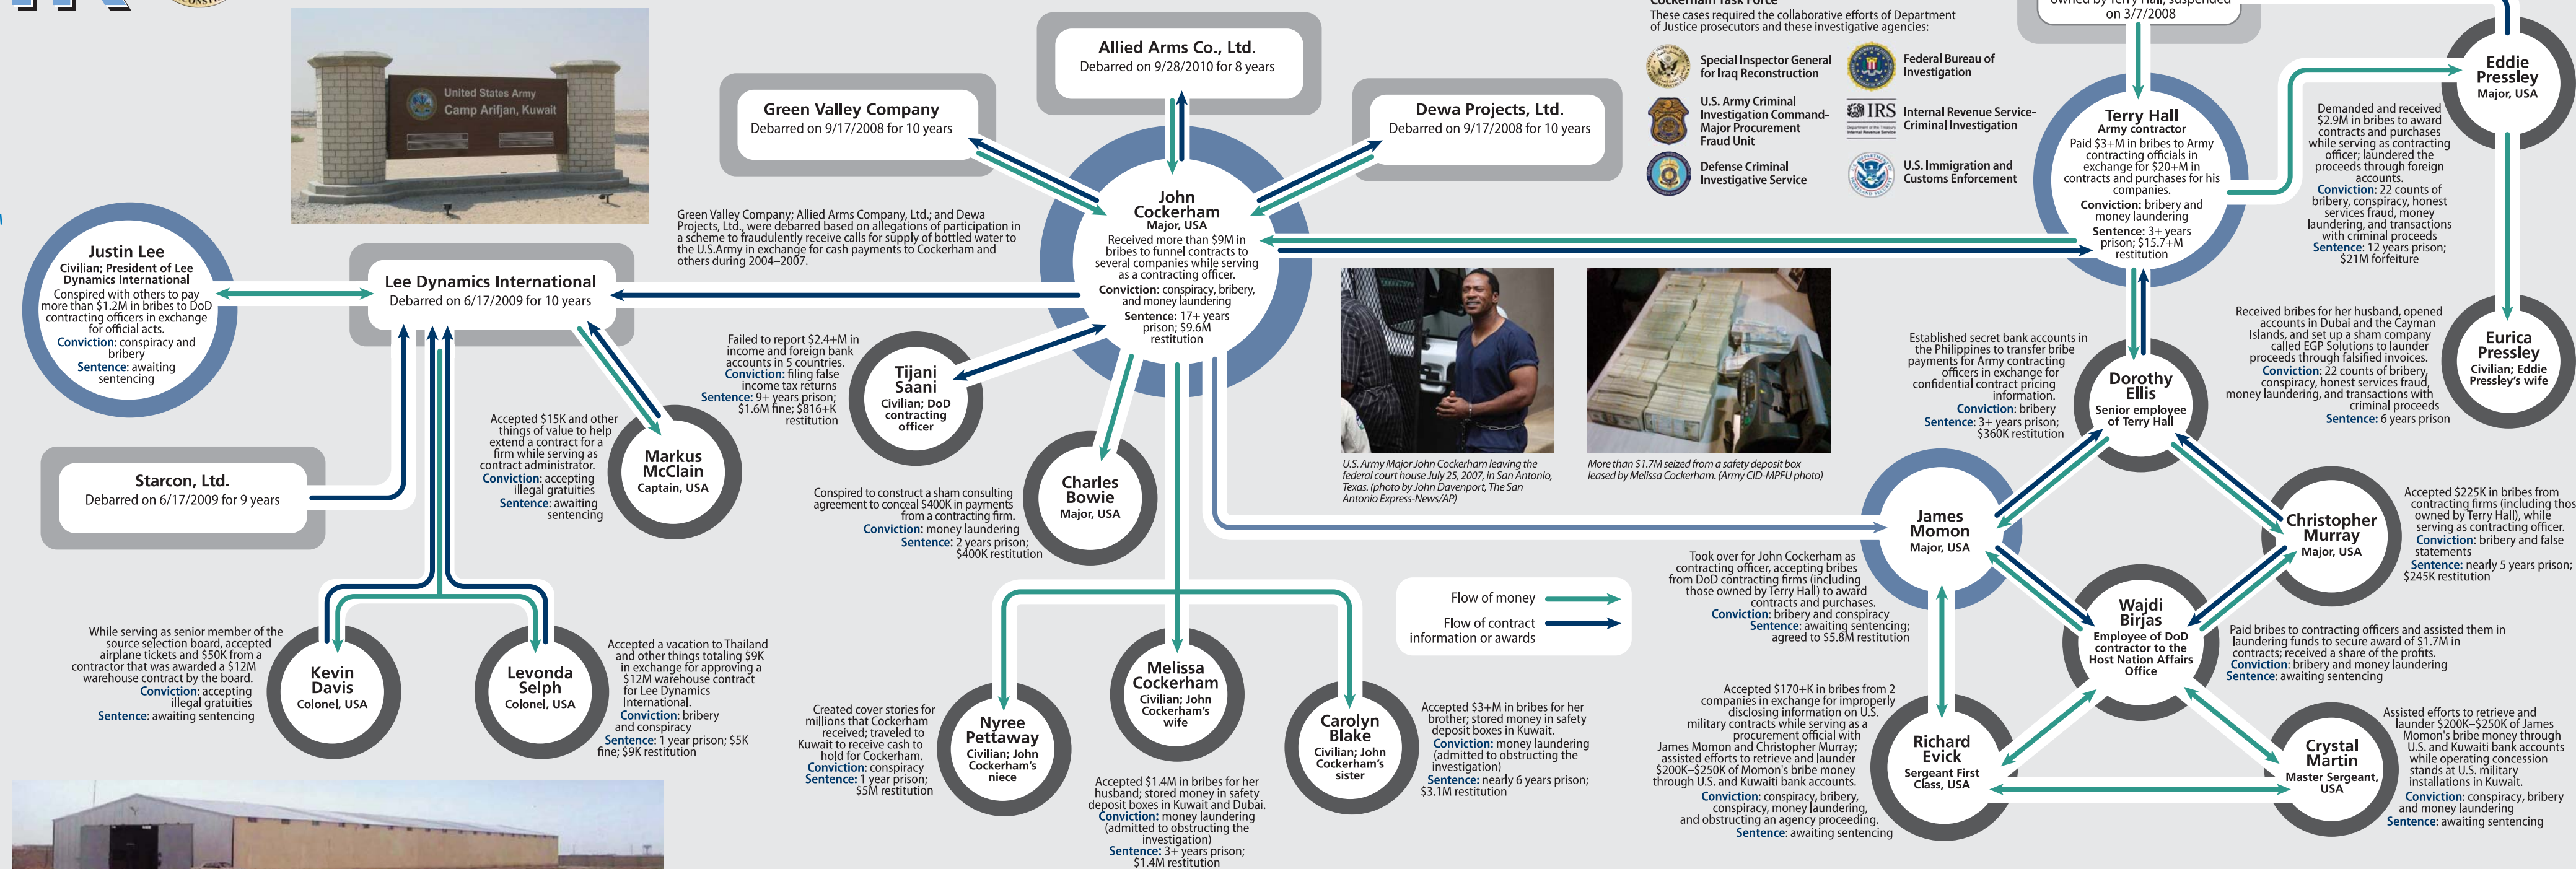 Cockerham Task Force
These cases required the collaborative efforts of Department
of Justice prosecutors and these investigative agencies:
Special Inspector General
for Iraq Reconstruction
Federal Bureau of
Investigation
U.S. Army Criminal
Investigation Command-
Major Procurement
Fraud Unit
IRS
Department of the Treasury
Internal Revenue Service
Internal Revenue Service-
Criminal Investigation
Defense Criminal
Investigative Service
U.S. Immigration and
Customs Enforcement
owned by Terry Hall, suspended
on 3/7/2008
United States Army
Camp Arifjan, Kuwait
Allied Arms Co., Ltd.
Debarred on 9/28/2010 for 8 years
Green Valley Company
Debarred on 9/17/2008 for 10 years
Dewa Projects, Ltd.
Debarred on 9/17/2008 for 10 years
Green Valley Company; Allied Arms Company, Ltd.; and Dewa
Projects, Ltd., were debarred based on allegations of participation in
a scheme to fraudulently receive calls for supply of bottled water to
the U.S.Army in exchange for cash payments to Cockerham and
others during 2004–2007.
Justin Lee
Civilian; President of Lee
Dynamics International
Conspired with others to pay
more than $1.2M in bribes to DoD
contracting officers in exchange
for official acts.
Conviction: conspiracy and
bribery
Sentence: awaiting
sentencing
Lee Dynamics International
Debarred on 6/17/2009 for 10 years
Starcon, Ltd.
Debarred on 6/17/2009 for 9 years
Accepted $15K and other
things of value to help
extend a contract for a
firm while serving as
contract administrator.
Conviction: accepting
illegal gratuities
Sentence: awaiting
sentencing
Markus
McClain
Captain, USA
While serving as senior member of the
source selection board, accepted
airplane tickets and $50K from a
contractor that was awarded a $12M
warehouse contract by the board.
Conviction: accepting
illegal gratuities
Sentence: awaiting sentencing
Kevin
Davis
Colonel, USA
Levonda
Selph
Colonel, USA
Accepted a vacation to Thailand
and other things totaling $9K
in exchange for approving a
$12M warehouse contract
for Lee Dynamics
International.
Conviction: bribery
and conspiracy
Sentence: 1 year prison; $5K
fine; $9K restitution
John
Cockerham
Major, USA
Received more than $9M in
bribes to funnel contracts to
several companies while serving
as a contracting officer.
Conviction: conspiracy, bribery,
and money laundering
Sentence: 17+ years
prison; $9.6M
restitution
Failed to report $2.4+M in
income and foreign bank
accounts in 5 countries.
Conviction: filing false
income tax returns
Sentence: 9+ years prison;
$1.6M fine; $816+K
restitution
Tijani
Saani
Civilian; DoD
contracting
officer
Conspired to construct a sham consulting
agreement to conceal $400K in payments
from a contracting firm.
Conviction: money laundering
Sentence: 2 years prison;
$400K restitution
Charles
Bowie
Major, USA
Created cover stories for
millions that Cockerham
received; traveled to
Kuwait to receive cash to
hold for Cockerham.
Conviction: conspiracy
Sentence: 1 year prison;
$5M restitution
Nyree
Pettaway
Civilian; John
Cockerham's
niece
Melissa
Cockerham
Civilian; John
Cockerham's
wife
Accepted $1.4M in bribes for her
husband; stored money in safety
deposit boxes in Kuwait and Dubai.
Conviction: money laundering
(admitted to obstructing the
investigation)
Sentence: 3+ years prison;
$1.4M restitution
Carolyn
Blake
Civilian; John
Cockerham's
sister
Accepted $3+M in bribes for her
brother; stored money in safety
deposit boxes in Kuwait.
Conviction: money laundering
(admitted to obstructing the
investigation)
Sentence: nearly 6 years prison;
$3.1M restitution
U.S. Army Major John Cockerham leaving the
federal court house July 25, 2007, in San Antonio,
Texas. (photo by John Davenport, The San
Antonio Express-News/AP)
More than $1.7M seized from a safety deposit box
leased by Melissa Cockerham. (Army CID-MPFU photo)
Flow of money
Flow of contract
information or awards
Terry Hall
Army contractor
Paid $3+M in bribes to Army
contracting officials in
exchange for $20+M in
contracts and purchases for his
companies.
Conviction: bribery and
money laundering
Sentence: 3+ years
prison; $15.7+M
restitution
Eddie
Pressley
Major, USA
Demanded and received
$2.9M in bribes to award
contracts and purchases
while serving as contracting
officer; laundered the
proceeds through foreign
accounts.
Conviction: 22 counts of
bribery, conspiracy, honest
services fraud, money
laundering, and transactions
with criminal proceeds
Sentence: 12 years prison;
$21M forfeiture
Received bribes for her husband, opened
accounts in Dubai and the Cayman
Islands, and set up a sham company
called EGP Solutions to launder
proceeds through falsified invoices.
Conviction: 22 counts of bribery,
conspiracy, honest services fraud,
money laundering, and transactions with
criminal proceeds
Sentence: 6 years prison
Eurica
Pressley
Civilian; Eddie
Pressley's wife
Established secret bank accounts in
the Philippines to transfer bribe
payments for Army contracting
officers in exchange for
confidential contract pricing
information.
Conviction: bribery
Sentence: 3+ years prison;
$360K restitution
Dorothy
Ellis
Senior employee
of Terry Hall
James
Momon
Major, USA
Took over for John Cockerham as
contracting officer, accepting bribes
from DoD contracting firms (including
those owned by Terry Hall) to award
contracts and purchases.
Conviction: bribery and conspiracy
Sentence: awaiting sentencing;
agreed to $5.8M restitution
Christopher
Murray
Major, USA
Accepted $225K in bribes from
contracting firms (including thos
owned by Terry Hall), while
serving as contracting officer.
Conviction: bribery and false
statements
Sentence: nearly 5 years prison;
$245K restitution
Wajdi
Birjas
Employee of DoD
contractor to the
Host Nation Affairs
Office
Paid bribes to contracting officers and assisted them in
laundering funds to secure award of $1.7M in
contracts; received a share of the profits.
Conviction: bribery and money laundering
Sentence: awaiting sentencing
Accepted $170+K in bribes from 2
companies in exchange for improperly
disclosing information on U.S.
military contracts while serving as a
procurement official with
James Momon and Christopher Murray;
assisted efforts to retrieve and launder
$200K–$250K of Momon's bribe money
through U.S. and Kuwaiti bank accounts.
Conviction: conspiracy, bribery,
conspiracy, money laundering,
and obstructing an agency proceeding.
Sentence: awaiting sentencing
Richard
Evick
Sergeant First
Class, USA
Crystal
Martin
Master Sergeant,
USA
Assisted efforts to retrieve and
launder $200K–$250K of James
Momon's bribe money through
U.S. and Kuwaiti bank accounts
while operating concession
stands at U.S. military
installations in Kuwait.
Conviction: conspiracy, bribery
and money laundering
Sentence: awaiting sentencing